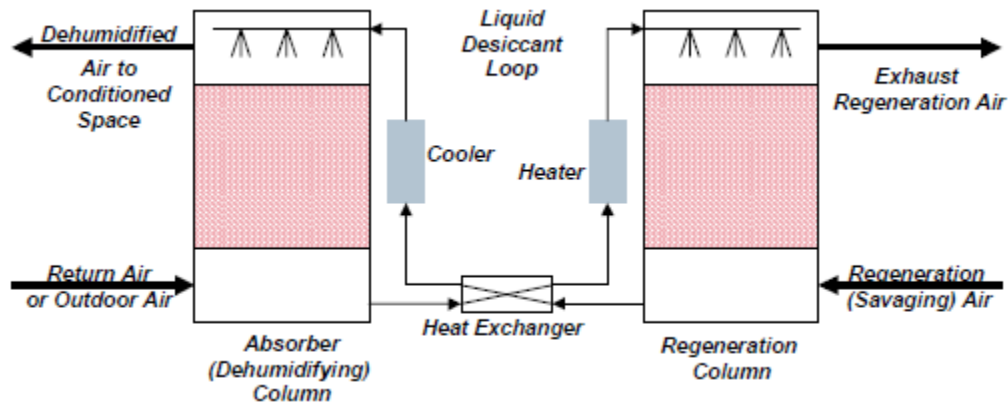 Dehumidified
Air to
Conditioned
Space
Liquid
Desiccant
Loop
Exhaust
Regeneration Air
Cooler
Heater
Return Air
or Outdoor Air
Heat Exchanger
Regeneration
(Savaging) Air
Absorber
(Dehumidifying)
Column
Regeneration
Column